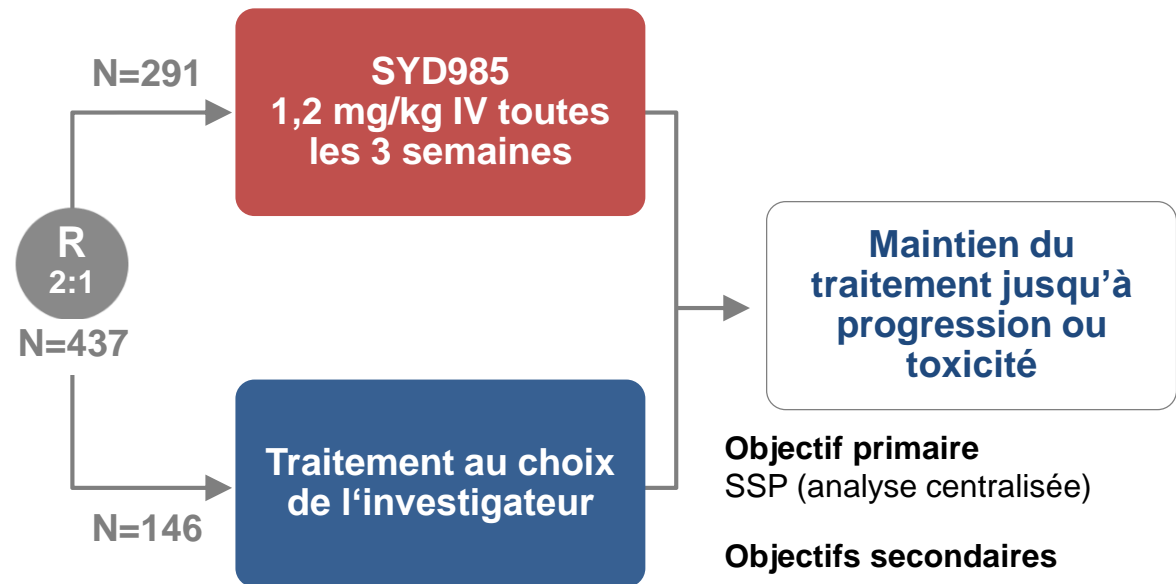 N=291
SYD985
1,2 mg/kg IV toutes
les 3 semaines
R
2:1
N=437
Maintien du
traitement jusqu’à
progression ou
toxicité
Traitement au choix
de l‘investigateur
N=146
Objectif primaire
SSP (analyse centralisée)
Objectifs secondaires